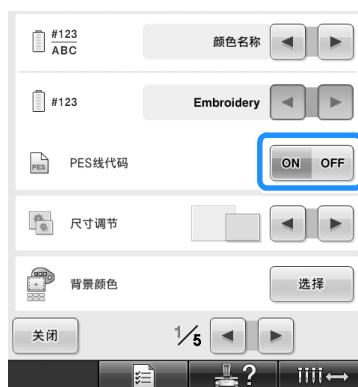 #123
ABC
颜色名称
#123
Embroidery
PES
PES线代码
ON OFF
尺寸调节
背景颜色
选择
关闭
1/5
?